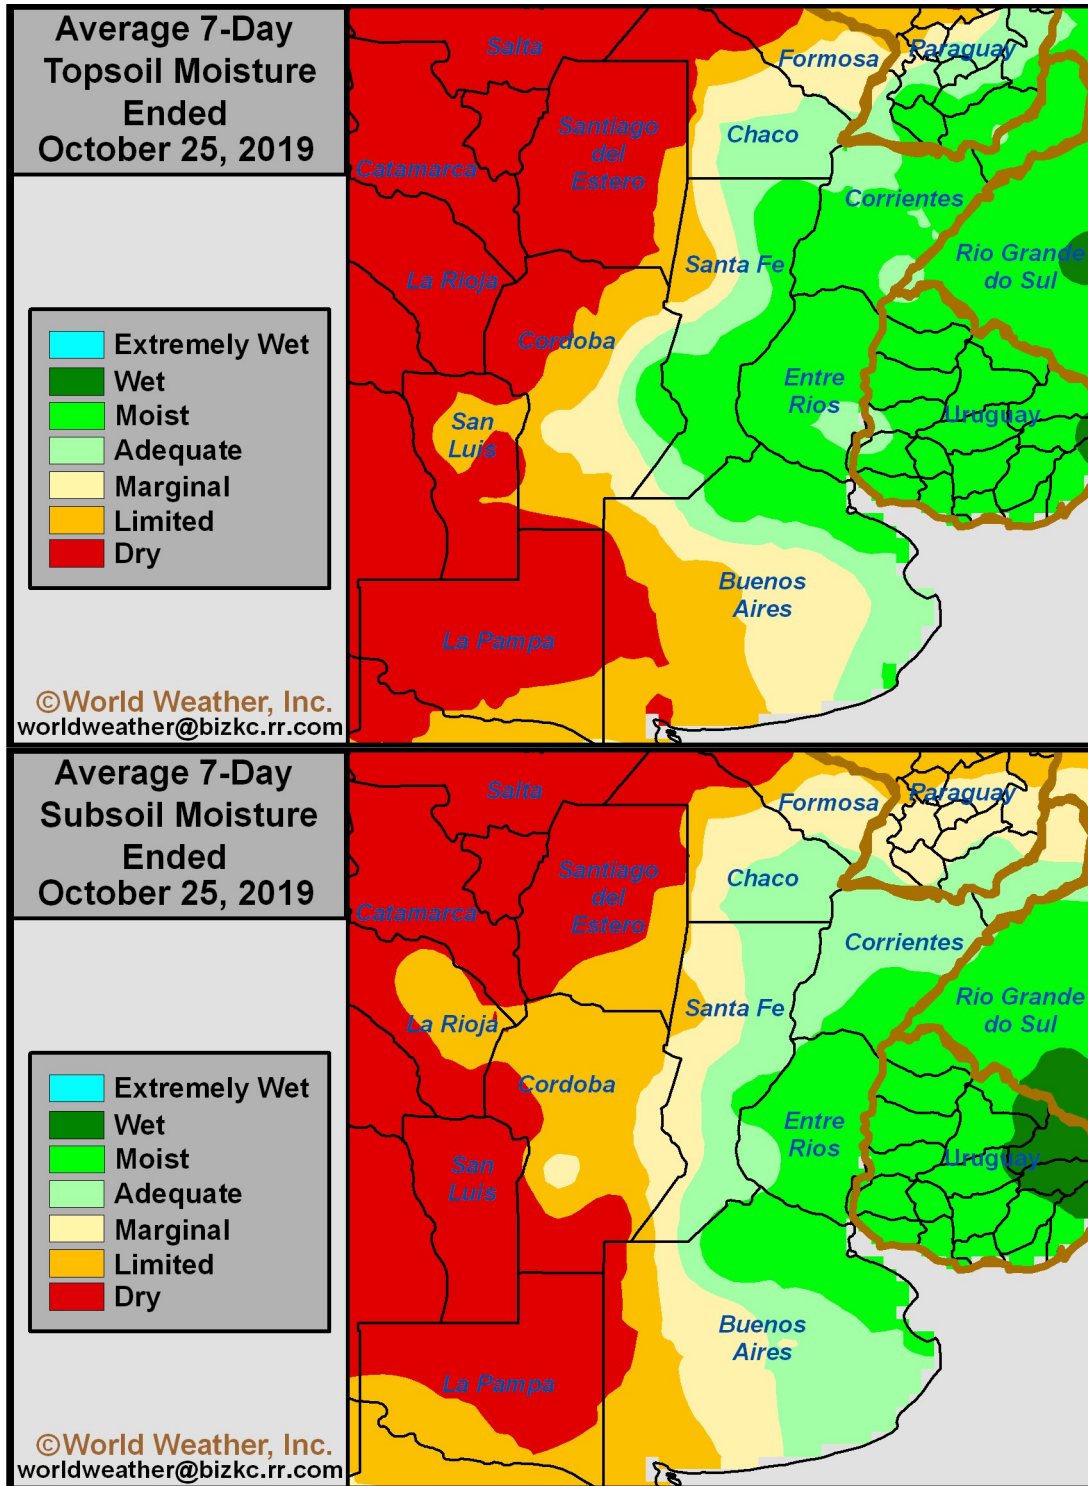 Average 7-Day
Topsoil Moisture
Ended
October 25, 2019
Extremely Wet
Wet
Moist
Adequate
Marginal
Limited
Dry
©World Weather, Inc.
worldweather@bizkc.rr.com
Salta
Formosa
Paraguay
Santiago
del
Estero
Chaco
Catamarca
Corrientes
La Rioja
Santa Fe
Rio Grande
do Sul
Cordoba
San
Luis
Entre
Rios
Uruguay
Buenos
Aires
La Pampa
Average 7-Day
Subsoil Moisture
Ended
October 25, 2019
Extremely Wet
Wet
Moist
Adequate
Marginal
Limited
Dry
©World Weather, Inc.
worldweather@bizkc.rr.com
Salta
Formosa
Paraguay
Santiago
del
Estero
Chaco
Catamarca
Corrientes
La Rioja
Santa Fe
Rio Grande
do Sul
Cordoba
San
Luis
Entre
Rios
Uruguay
Buenos
Aires
La Pampa